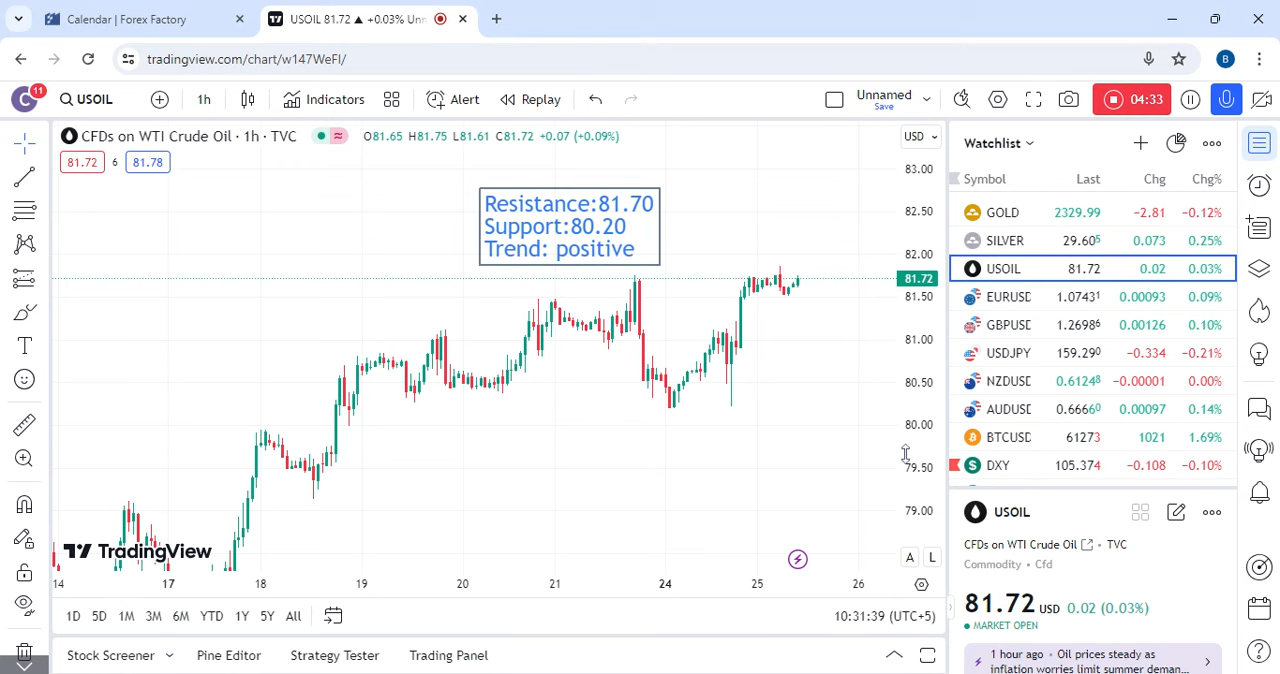 Calendar | Forex Factory
USOIL 81.72 ▲ +0.03% Unn
tradingview.com/chart/w147WeFI/
B
C 11
USOIL
1h
Indicators
Alert
Replay
Unnamed
Save
04:33
CFDs on WTI Crude Oil · 1h · TVC
O81.65 H81.75 L81.61 C81.72 +0.07 (+0.09%)
USD
81.72 6 81.78
Resistance:81.70
Support:80.20
Trend: positive
83.00
82.50
82.00
81.72
81.50
81.00
80.50
80.00
79.50
79.00
TradingView
A L
14 17 18 19 20 21 24 25 26
1D 5D 1M 3M 6M YTD 1Y 5Y All
10:31:39 (UTC+5)
Stock Screener Pine Editor Strategy Tester Trading Panel
Watchlist
Symbol Last Chg Chg%
GOLD 2329.99 −2.81 −0.12%
SILVER 29.605 0.073 0.25%
USOIL 81.72 0.02 0.03%
EURUSD 1.07431 0.00093 0.09%
GBPUSD 1.26986 0.00126 0.10%
USDJPY 159.290 −0.334 −0.21%
NZDUSD 0.61248 −0.00001 0.00%
AUDUSD 0.66660 0.00097 0.14%
BTCUSD 61273 1021 1.69%
DXY 105.374 −0.108 −0.10%
USOIL
CFDs on WTI Crude Oil • TVC
Commodity • Cfd
81.72 USD 0.02 (0.03%)
MARKET OPEN
1 hour ago • Oil prices steady as
inflation worries limit summer deman...